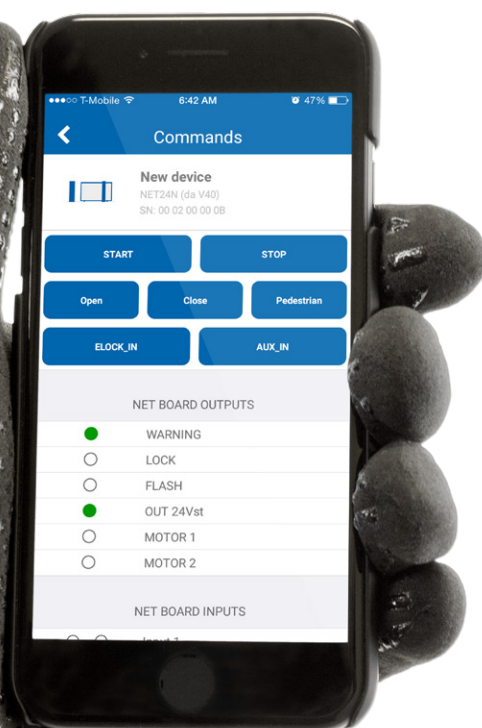 T-Mobile 6:42 AM 47%
Commands
New device
NET24N (da V40)
SN: 00 02 00 00 0B
START STOP
Open Close Pedestrian
ELOCK_IN AUX_IN
NET BOARD OUTPUTS
WARNING
LOCK
FLASH
OUT 24Vst
MOTOR 1
MOTOR 2
NET BOARD INPUTS
Input 1